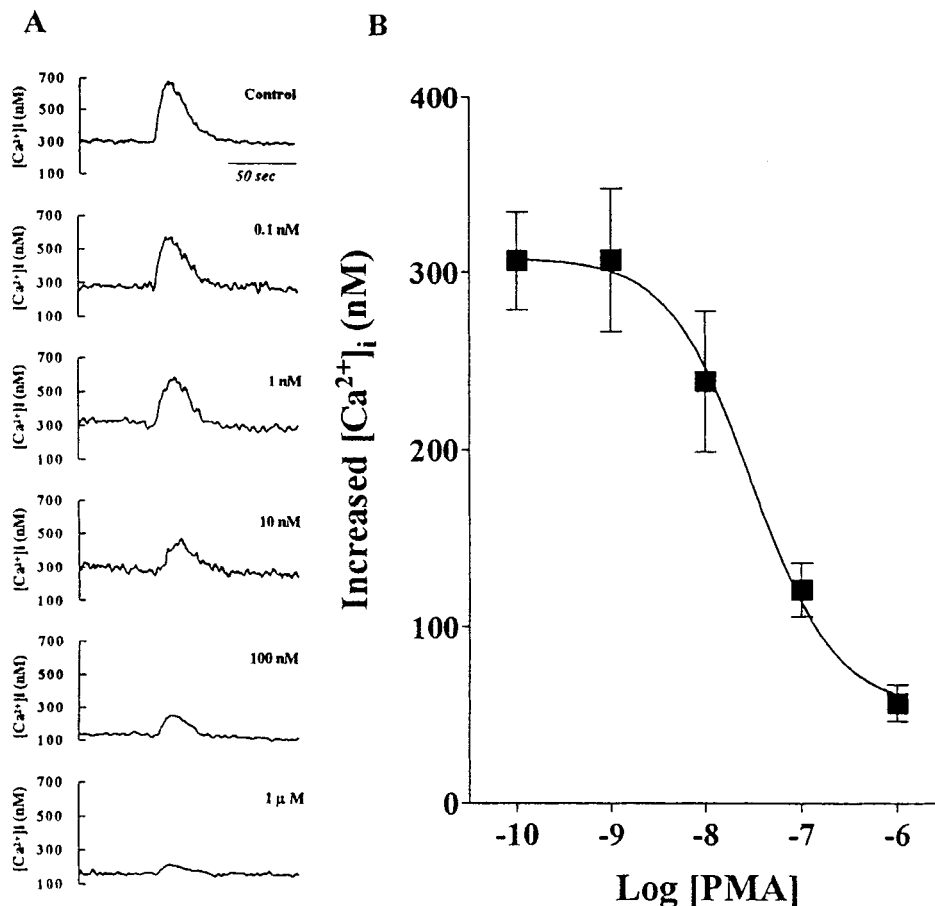 A
B
700
500
300
100
[Ca²⁺]i (nM)
Control
50 sec
700
500
300
100
[Ca²⁺]i (nM)
0.1 nM
700
500
300
100
[Ca²⁺]i (nM)
1 nM
700
500
300
100
[Ca²⁺]i (nM)
10 nM
700
500
300
100
[Ca²⁺]i (nM)
100 nM
700
500
300
100
[Ca²⁺]i (nM)
1 μ M
Increased [Ca²⁺]ᵢ (nM)
400
300
200
100
0
-10 -9 -8 -7 -6
Log [PMA]